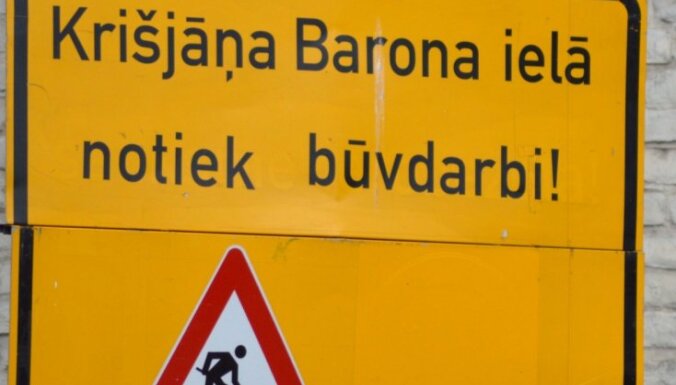 Krišjāņa Barona ielā
notiek būvdarbi!